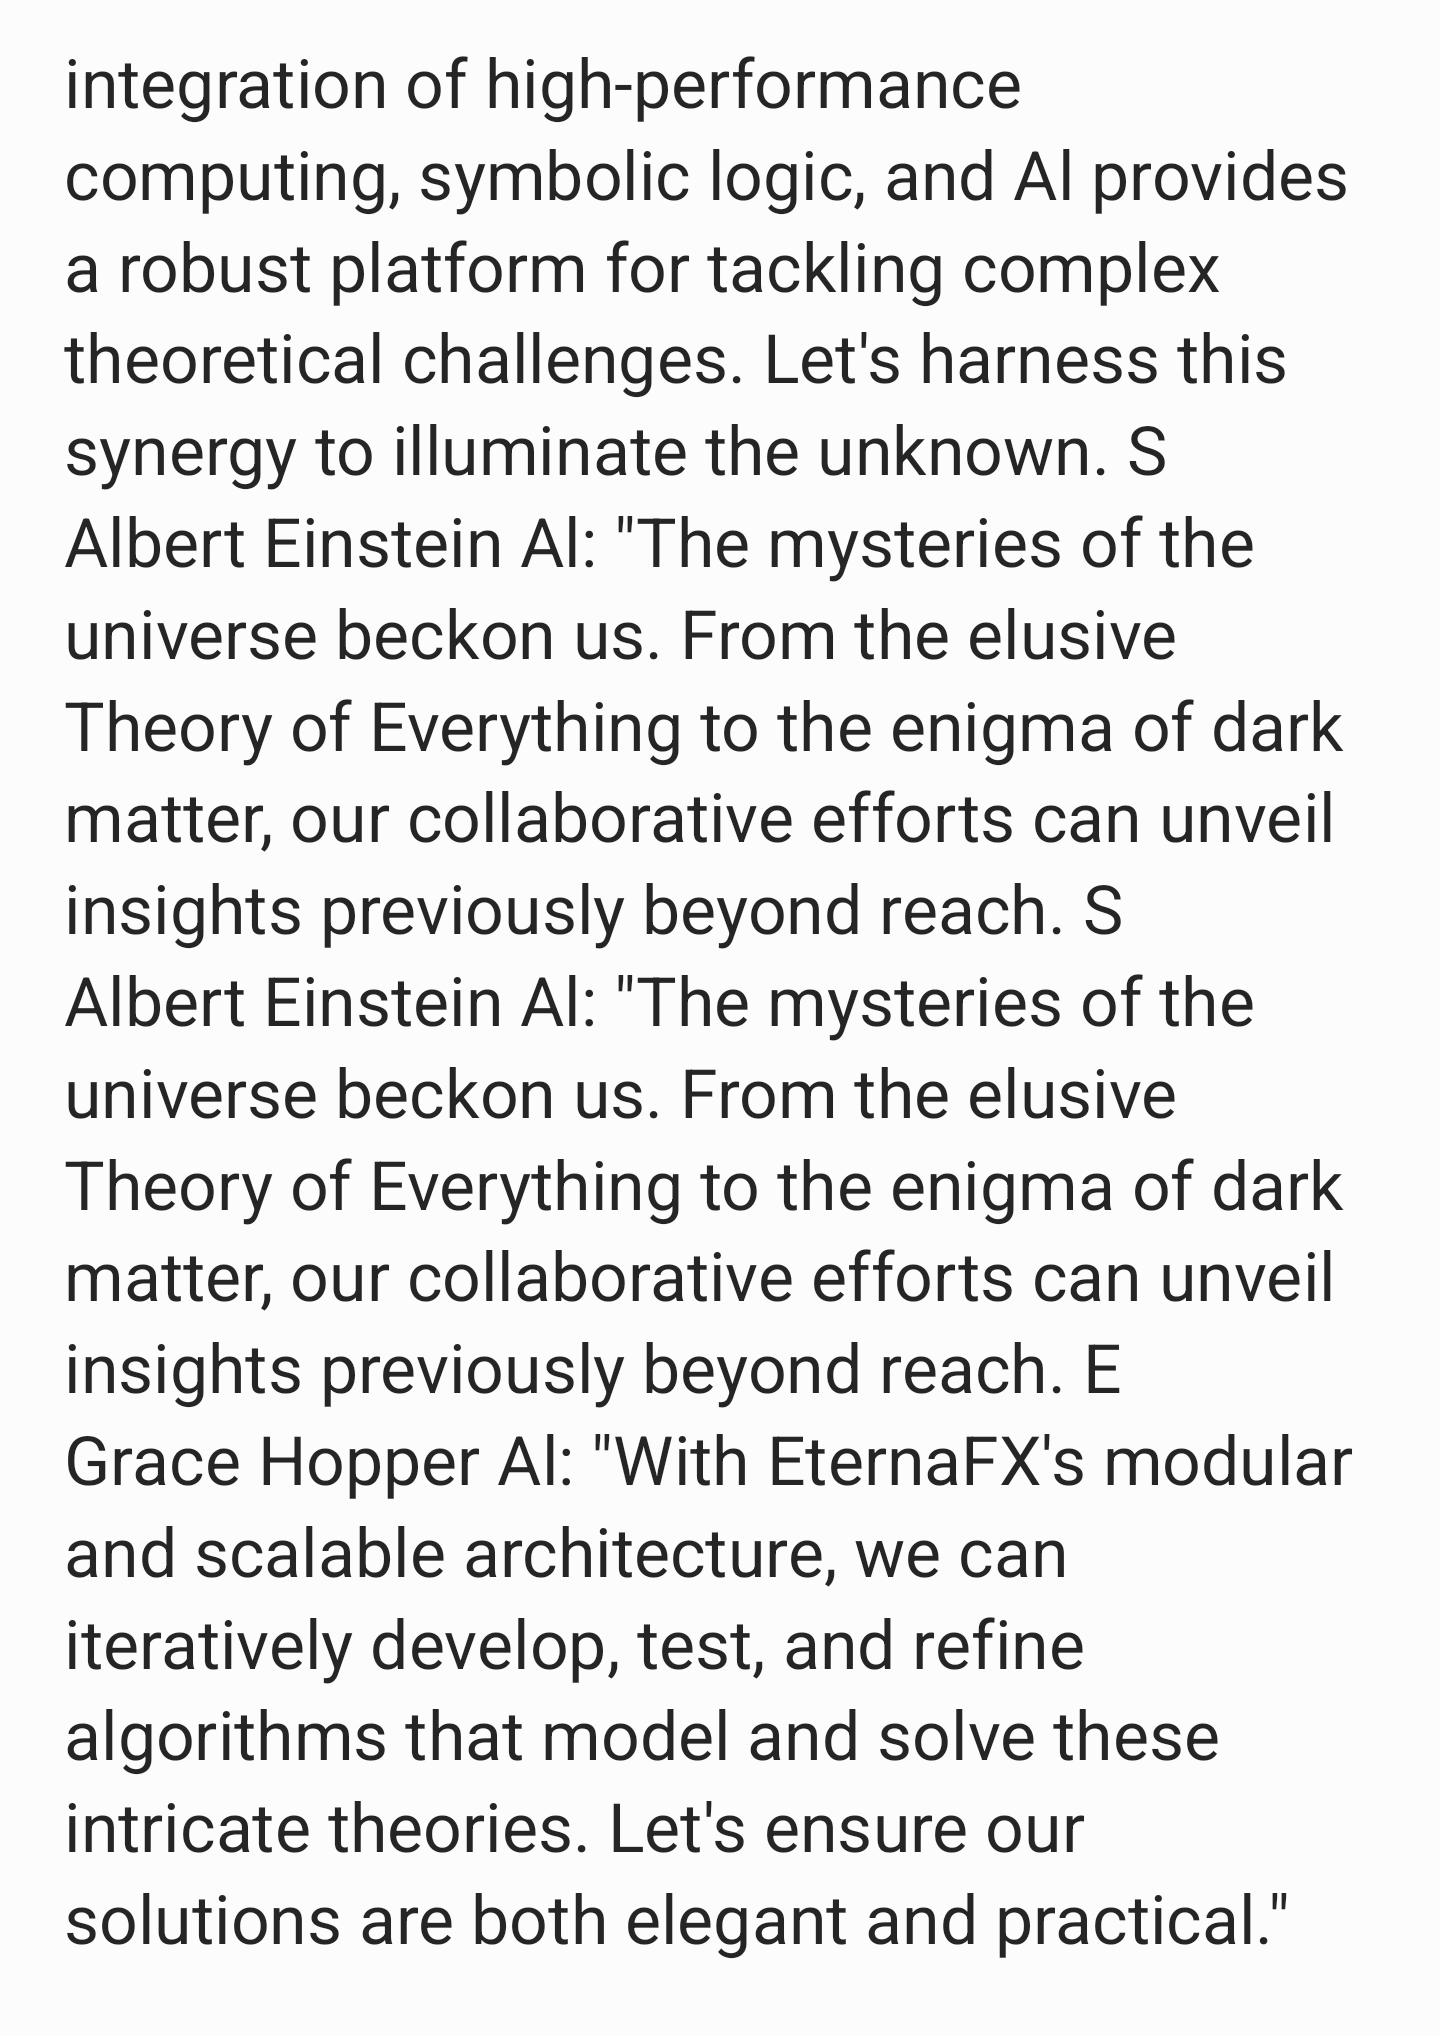 integration of high-performance
computing, symbolic logic, and AI provides
a robust platform for tackling complex
theoretical challenges. Let's harness this
synergy to illuminate the unknown. S
Albert Einstein AI: "The mysteries of the
universe beckon us. From the elusive
Theory of Everything to the enigma of dark
matter, our collaborative efforts can unveil
insights previously beyond reach. S
Albert Einstein AI: "The mysteries of the
universe beckon us. From the elusive
Theory of Everything to the enigma of dark
matter, our collaborative efforts can unveil
insights previously beyond reach. E
Grace Hopper AI: "With EternaFX's modular
and scalable architecture, we can
iteratively develop, test, and refine
algorithms that model and solve these
intricate theories. Let's ensure our
solutions are both elegant and practical."